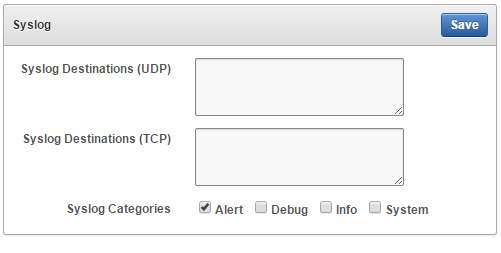 Syslog Save
Syslog Destinations (UDP)
Syslog Destinations (TCP)
Syslog Categories Alert Debug Info System